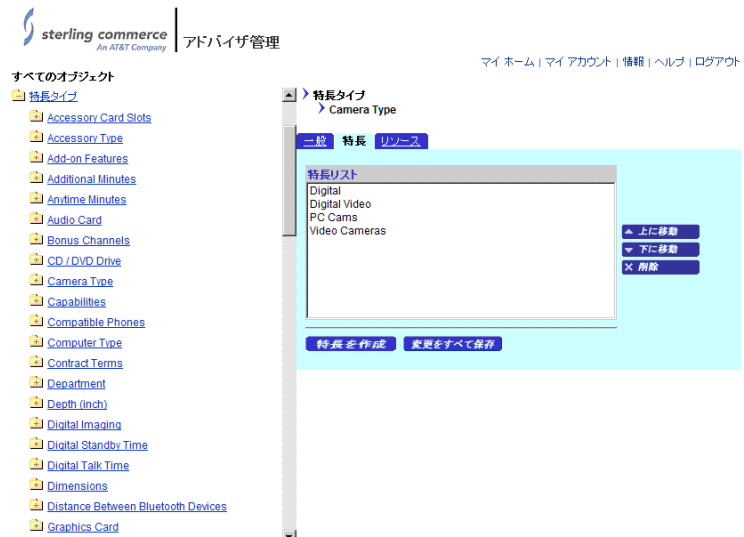 sterling commerce
An AT&T Company
アドバイザ管理
マイ ホーム | マイ アカウント | 情報 | ヘルプ | ログアウト
すべてのオブジェクト
特長タイプ
Accessory Card Slots
Accessory Type
Add-on Features
Additional Minutes
Anytime Minutes
Audio Card
Bonus Channels
CD / DVD Drive
Camera Type
Capabilities
Compatible Phones
Computer Type
Contract Terms
Department
Depth (inch)
Digital Imaging
Digital Standby Time
Digital Talk Time
Dimensions
Distance Between Bluetooth Devices
Graphics Card
特長タイプ
Camera Type
一般 特長 リソース
特長リスト
Digital
Digital Video
PC Cams
Video Cameras
上に移動
下に移動
削除
特長を作成 変更をすべて保存